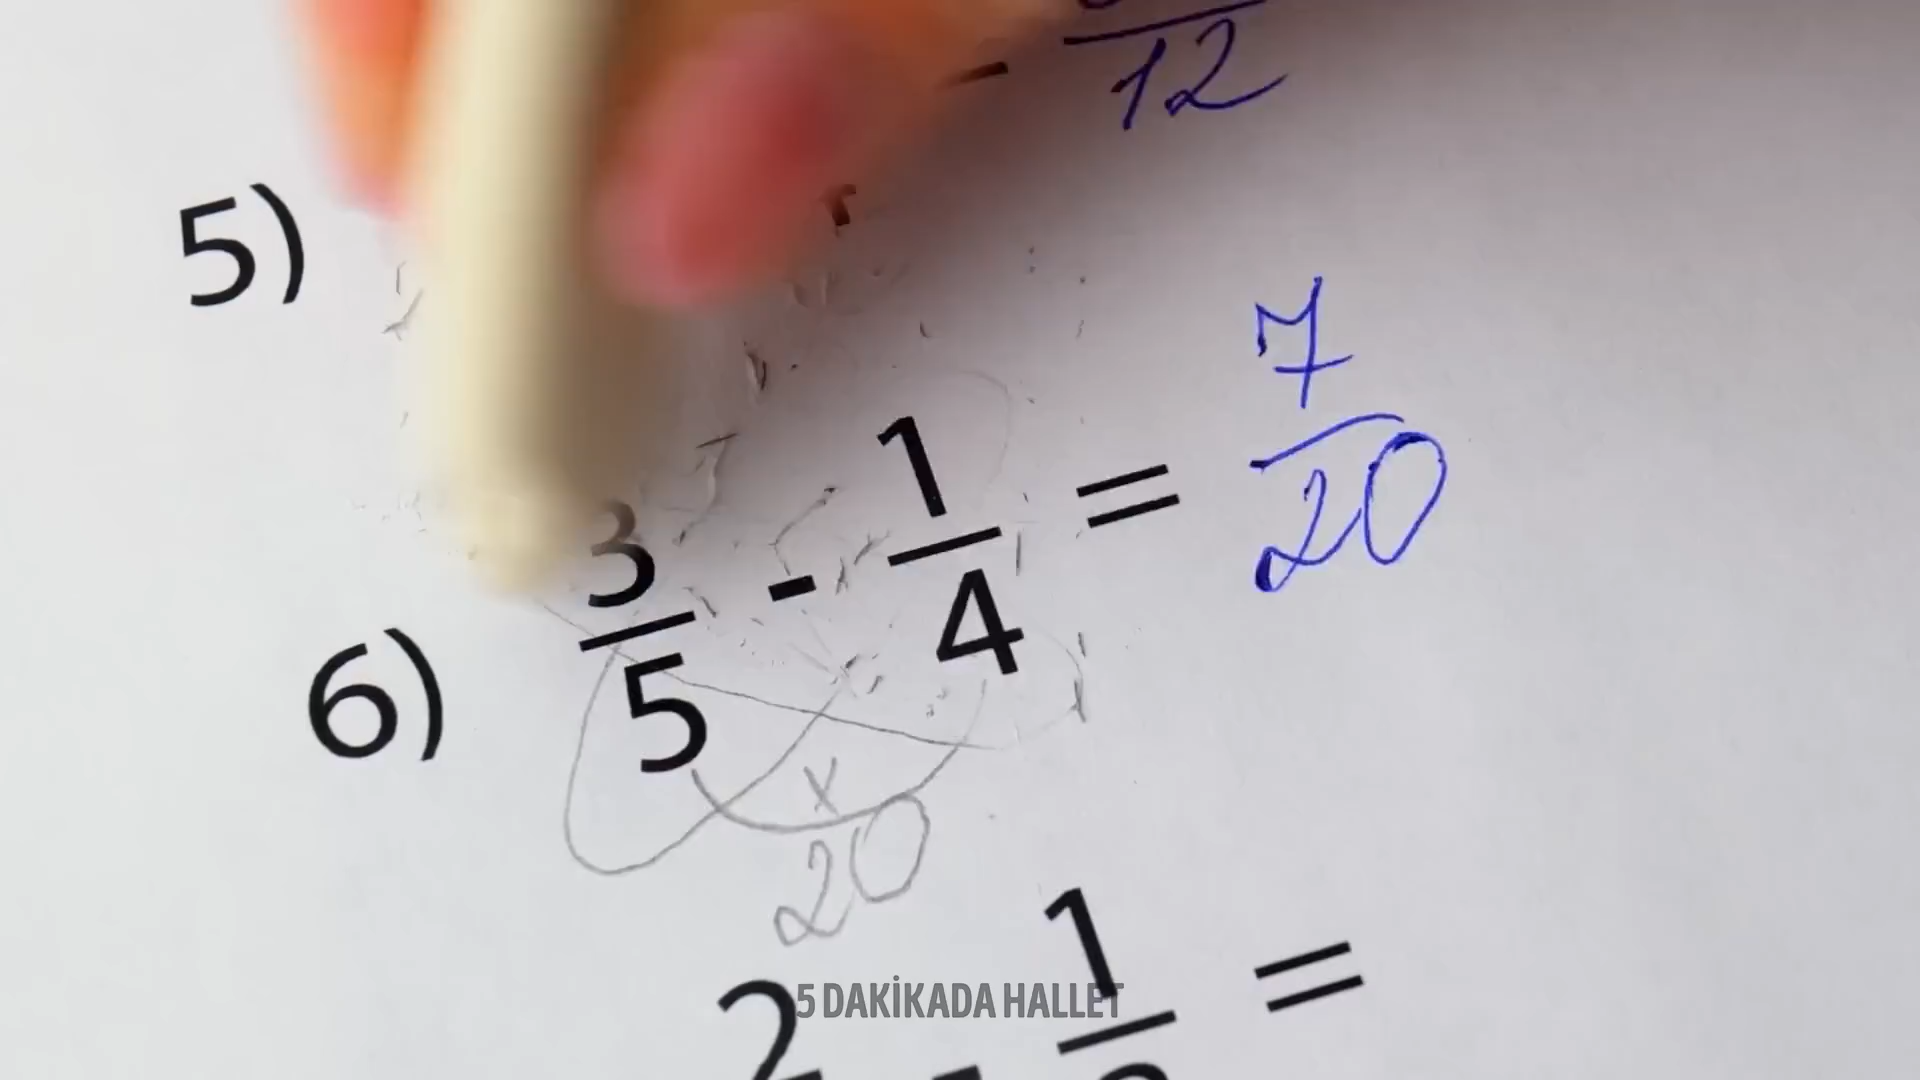 12
5)
3/5 - 1/4 = 7/20
6)
x
20
2 - 1 =
5 DAKİKADA HALLET